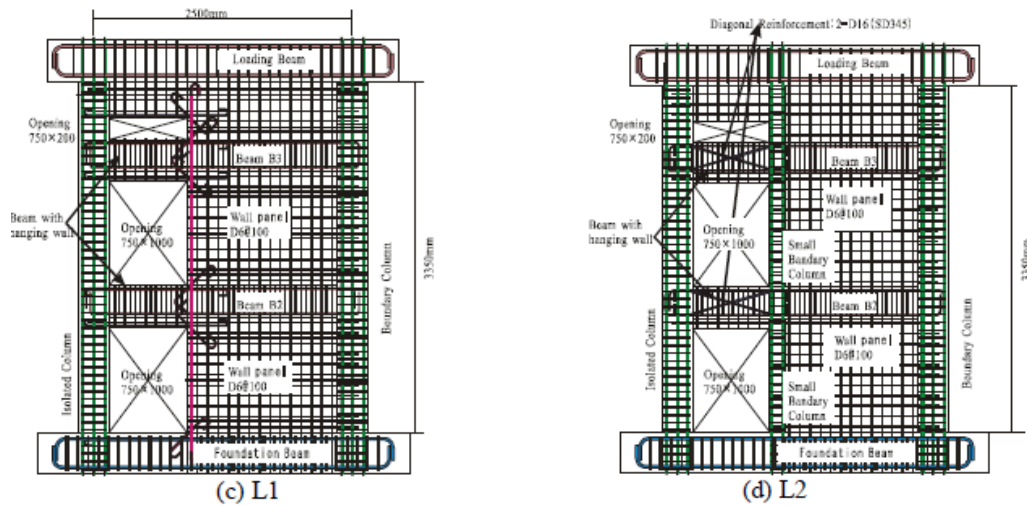 2500mm
Loading Beam
Opening
750×200
Beam B3
Beam with
hanging wall
Opening
750×1000
Wall panel
D6@100
Beam B2
Isolated Column
Opening
750×1000
Wall panel
D6@100
Boundary Column
3350mm
Foundation Beam
(c) L1
Diagonal Reinforcement:2-D16(SD345)
Loading Beam
Opening
750×200
Beam B3
Beam with
hanging wall
Opening
750×1000
Wall panel
D6@100
Small
Bandary
Column
Beam B2
Isolated Column
Opening
750×1000
Wall panel
D6@100
Small
Bandary
Column
Boundary Column
3350mm
Foundation Beam
(d) L2